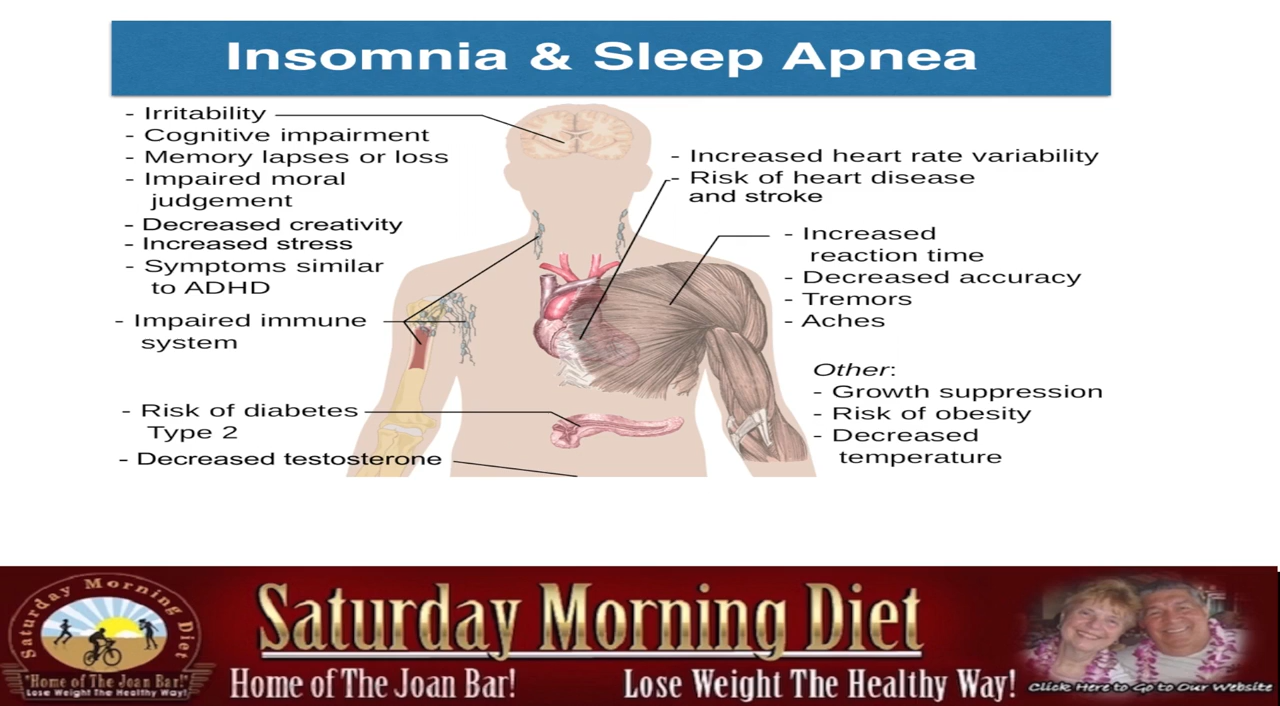 Insomnia & Sleep Apnea
- Irritability
- Cognitive impairment
- Memory lapses or loss
- Impaired moral
judgement
- Decreased creativity
- Increased stress
- Symptoms similar
to ADHD
- Impaired immune
system
- Risk of diabetes
Type 2
- Decreased testosterone
- Increased heart rate variability
- Risk of heart disease
and stroke
- Increased
reaction time
- Decreased accuracy
- Tremors
- Aches
Other:
- Growth suppression
- Risk of obesity
- Decreased
temperature
Saturday Morning Diet
"Home of The Joan Bar!"
Lose Weight The Healthy Way!
Saturday Morning Diet
Home of The Joan Bar!
Lose Weight The Healthy Way!
Click Here to Go to Our Website